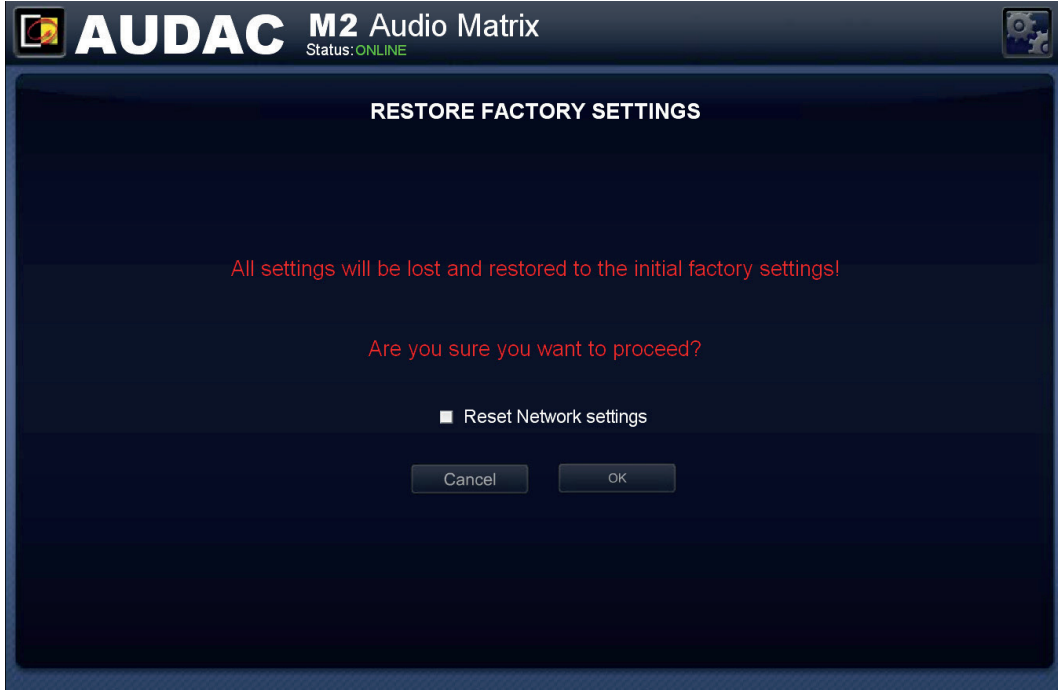 AUDAC M2 Audio Matrix
Status:ONLINE
RESTORE FACTORY SETTINGS
All settings will be lost and restored to the initial factory settings!
Are you sure you want to proceed?
Reset Network settings
Cancel OK